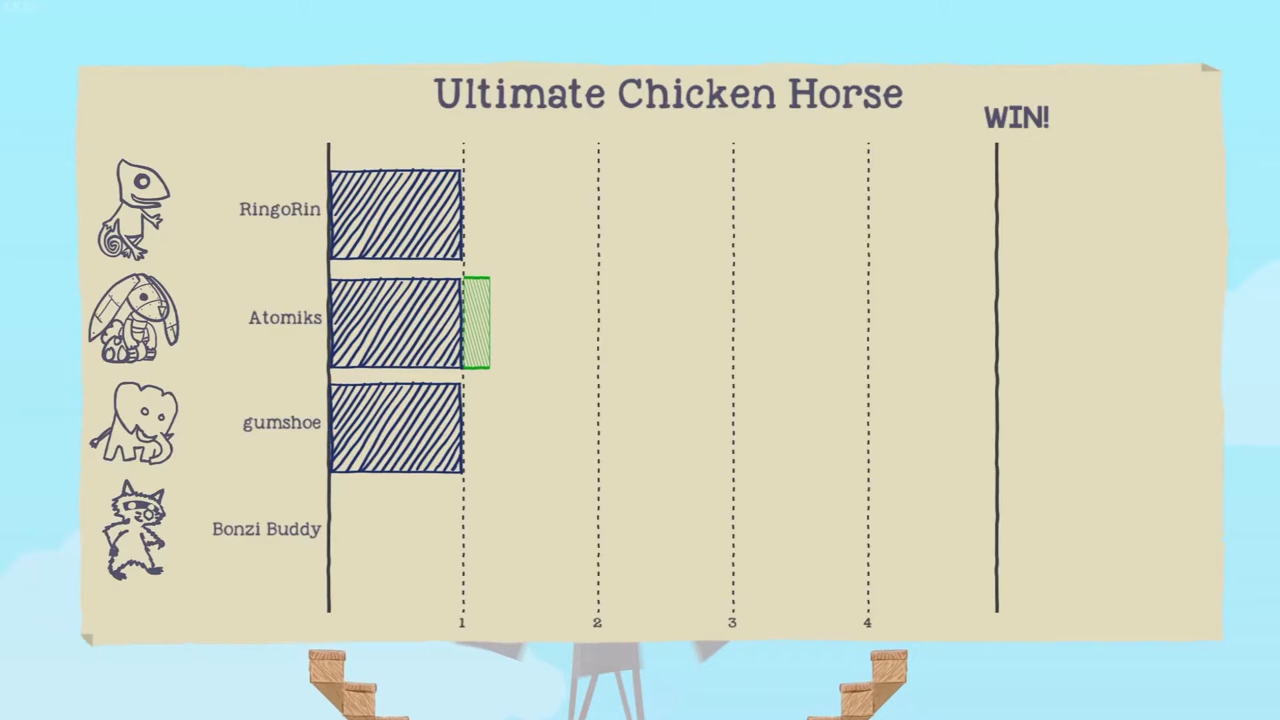 Ultimate Chicken Horse
WIN!
RingoRin
Atomiks
gumshoe
Bonzi Buddy
1 2 3 4